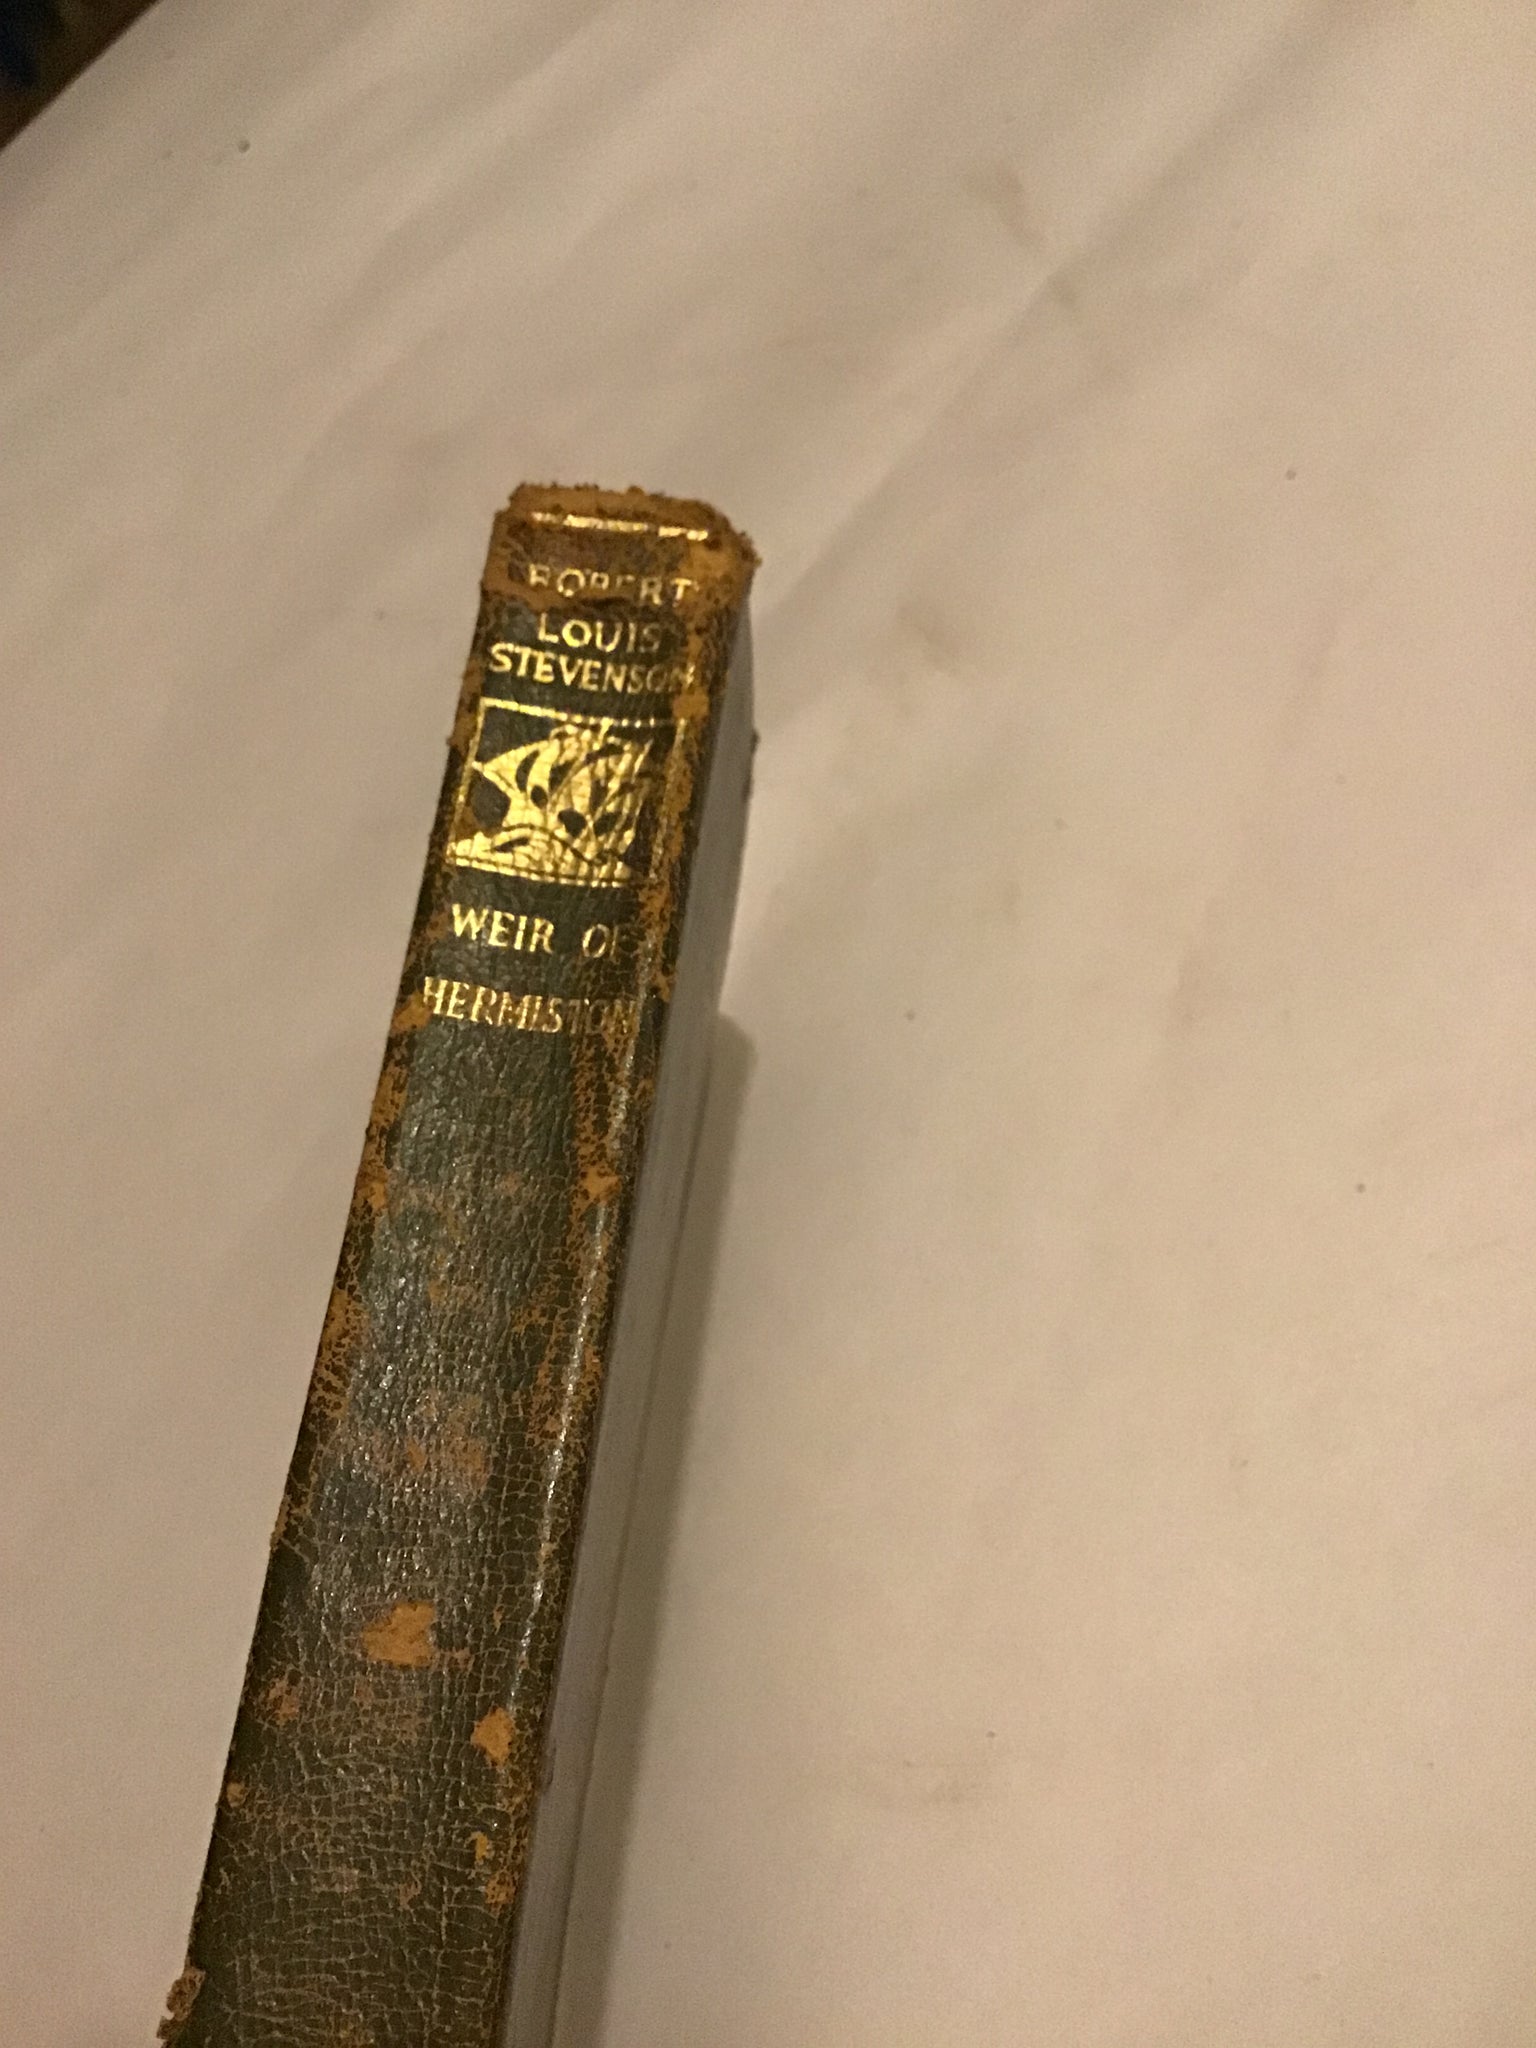 ROBERT
LOUIS
STEVENSON
WEIR OF
HERMISTON